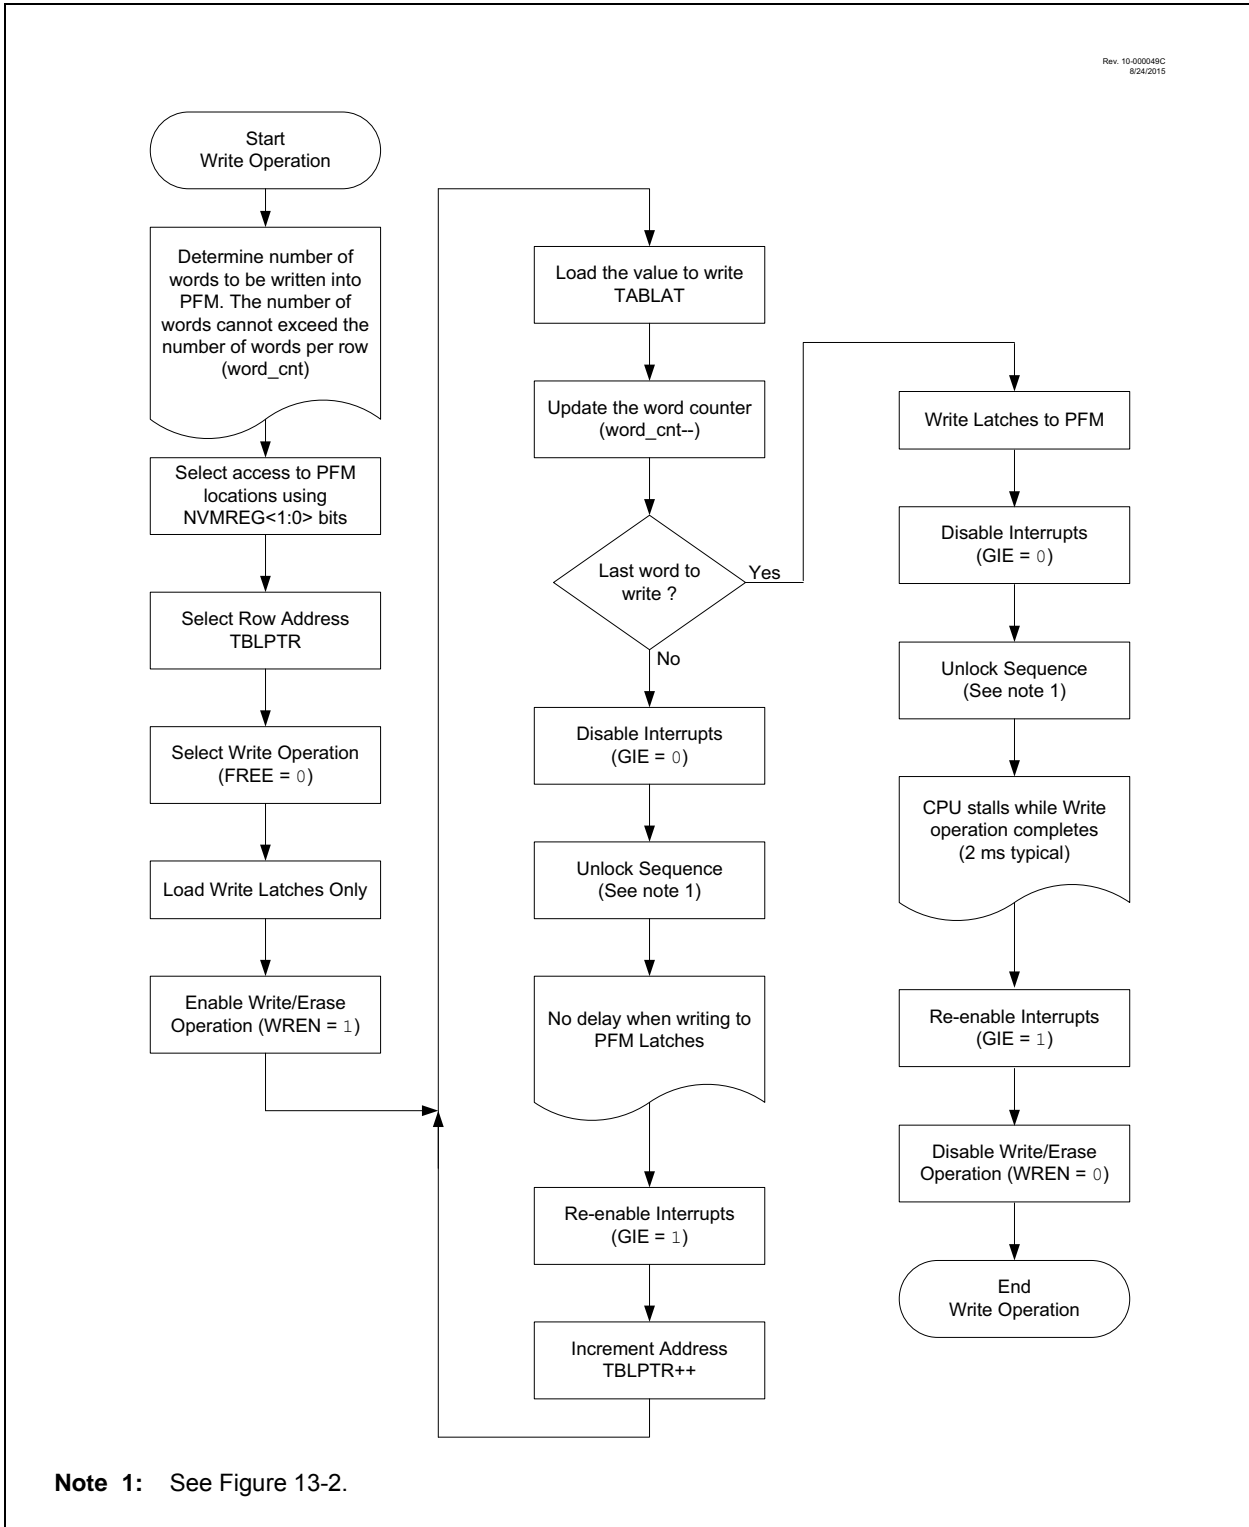 Rev. 10-000049C
8/24/2015
Start
Write Operation
Determine number of
words to be written into
PFM. The number of
words cannot exceed the
number of words per row
(word_cnt)
Select access to PFM
locations using
NVMREG<1:0> bits
Select Row Address
TBLPTR
Select Write Operation
(FREE = 0)
Load Write Latches Only
Enable Write/Erase
Operation (WREN = 1)
Load the value to write
TABLAT
Update the word counter
(word_cnt--)
Last word to
write ?
Yes
No
Disable Interrupts
(GIE = 0)
Unlock Sequence
(See note 1)
No delay when writing to
PFM Latches
Re-enable Interrupts
(GIE = 1)
Increment Address
TBLPTR++
Write Latches to PFM
Disable Interrupts
(GIE = 0)
Unlock Sequence
(See note 1)
CPU stalls while Write
operation completes
(2 ms typical)
Re-enable Interrupts
(GIE = 1)
Disable Write/Erase
Operation (WREN = 0)
End
Write Operation
Note 1: See Figure 13-2.